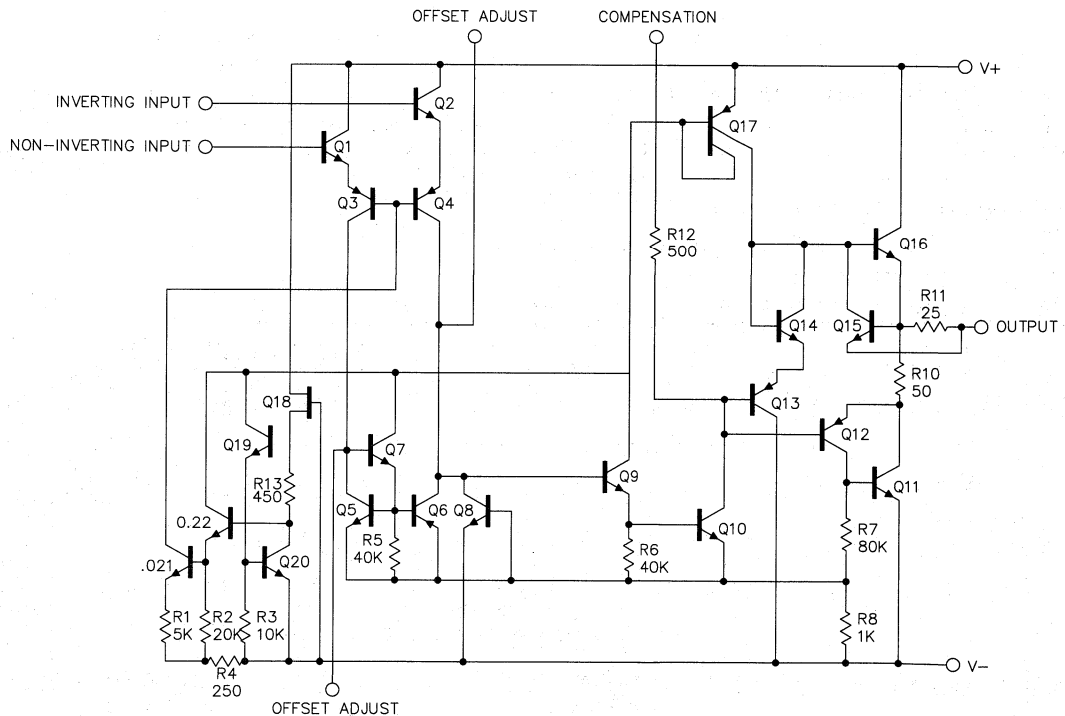 OFFSET ADJUST
COMPENSATION
V+
INVERTING INPUT
Q2
Q17
NON-INVERTING INPUT
Q1
Q3
Q4
R12
500
Q16
R11
25
Q14
Q15
OUTPUT
R10
50
Q18
Q13
Q19
Q7
Q12
R13
450
Q9
Q11
0.22
Q5
Q6
Q8
Q10
R5
40K
R6
40K
R7
80K
Q20
.021
R1
5K
R2
20K
R3
10K
R8
1K
R4
250
V-
OFFSET ADJUST